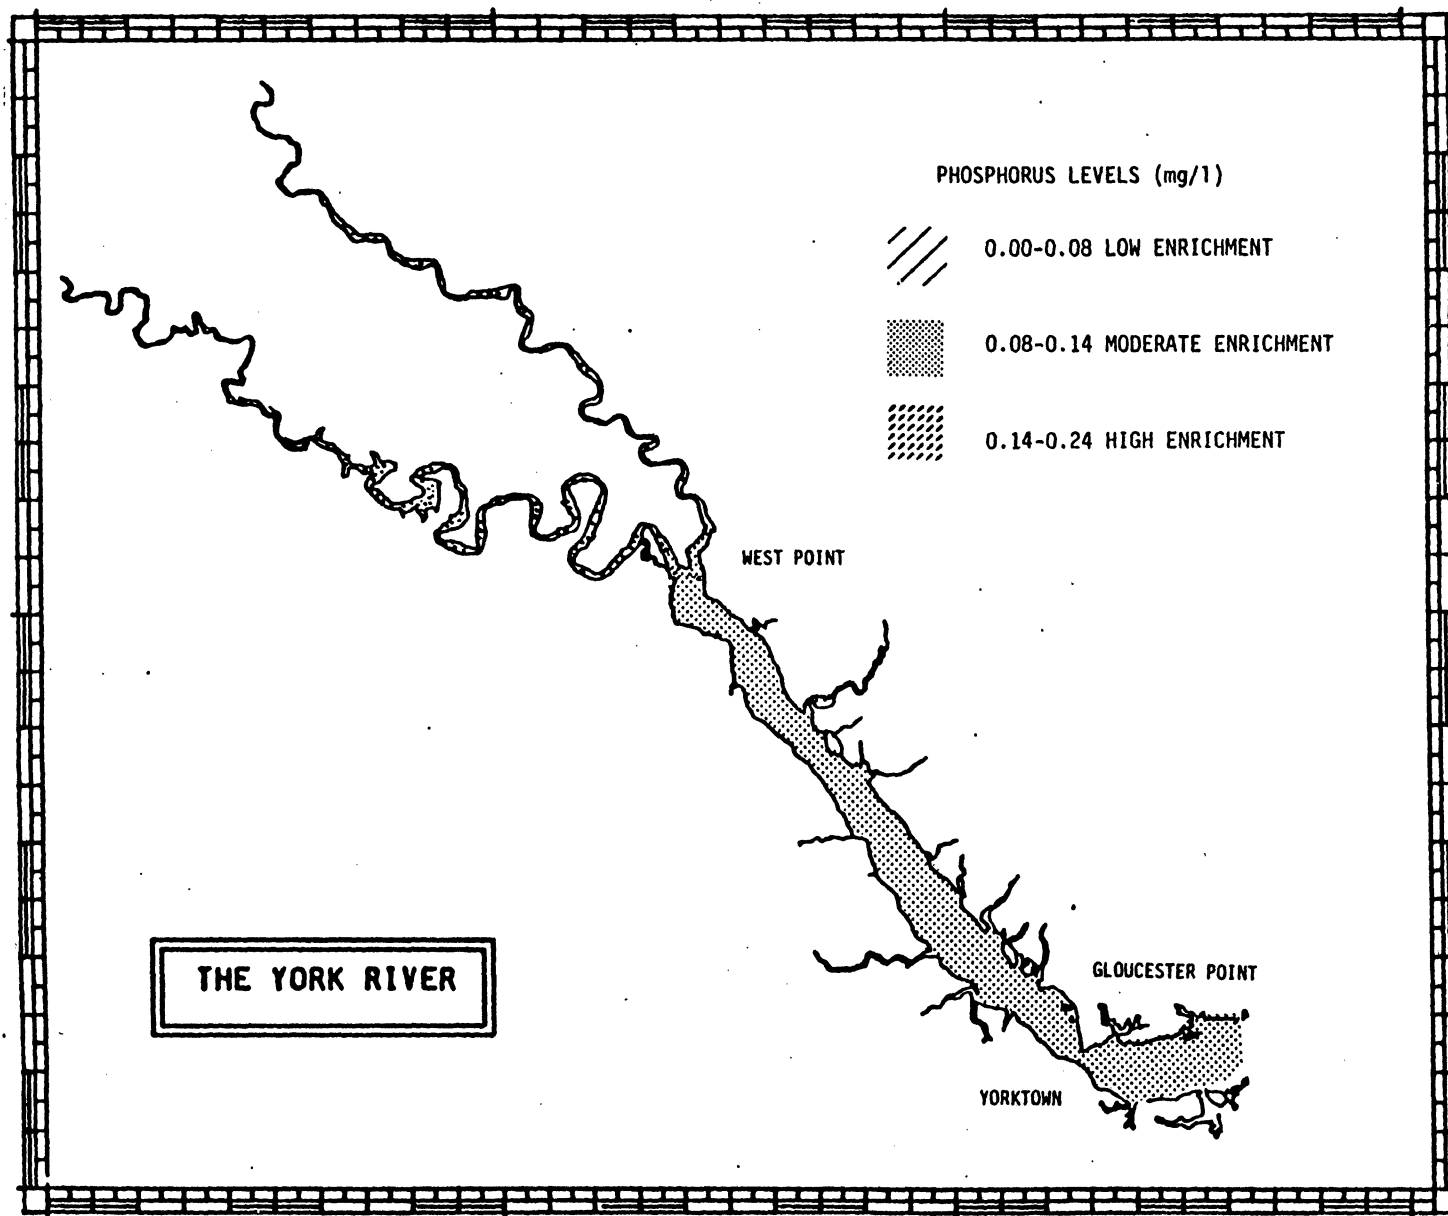 PHOSPHORUS LEVELS (mg/l)
0.00-0.08 LOW ENRICHMENT
0.08-0.14 MODERATE ENRICHMENT
0.14-0.24 HIGH ENRICHMENT
WEST POINT
THE YORK RIVER
GLOUCESTER POINT
YORKTOWN